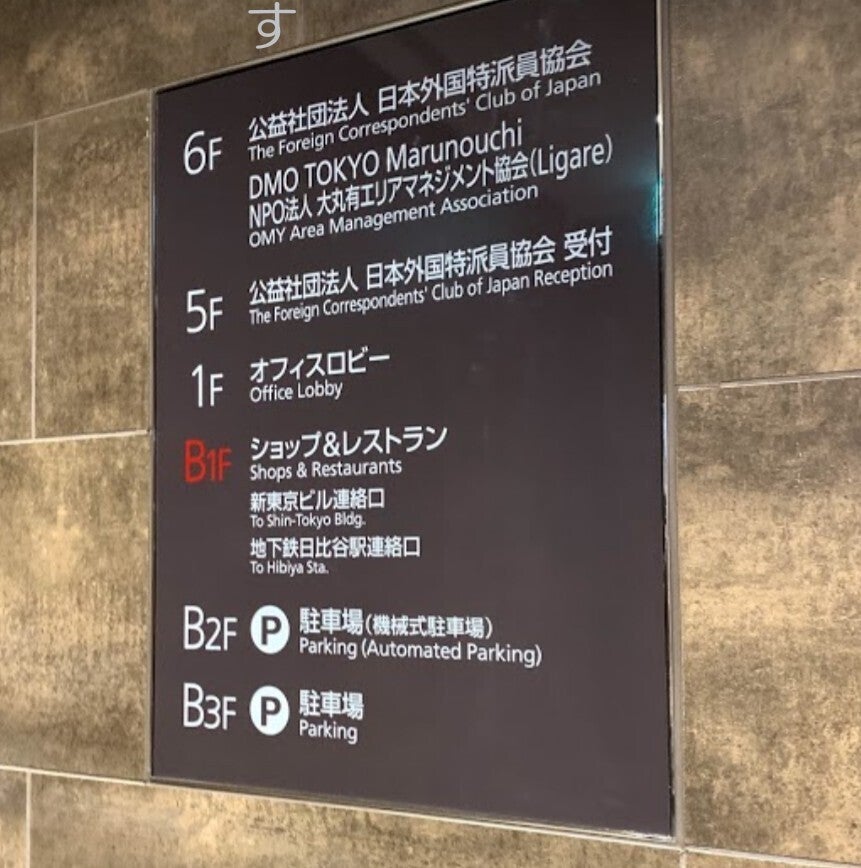 す
6F
公益社団法人 日本外国特派員協会
The Foreign Correspondents' Club of Japan
DMO TOKYO Marunouchi
NPO法人 大丸有エリアマネジメント協会(Ligare)
OMY Area Management Association
5F
公益社団法人 日本外国特派員協会 受付
The Foreign Correspondents' Club of Japan Reception
1F
オフィスロビー
Office Lobby
B1F
ショップ&レストラン
Shops & Restaurants
新東京ビル連絡口
To Shin-Tokyo Bldg.
地下鉄日比谷駅連絡口
To Hibiya Sta.
B2F
P
駐車場(機械式駐車場)
Parking (Automated Parking)
B3F
P
駐車場
Parking